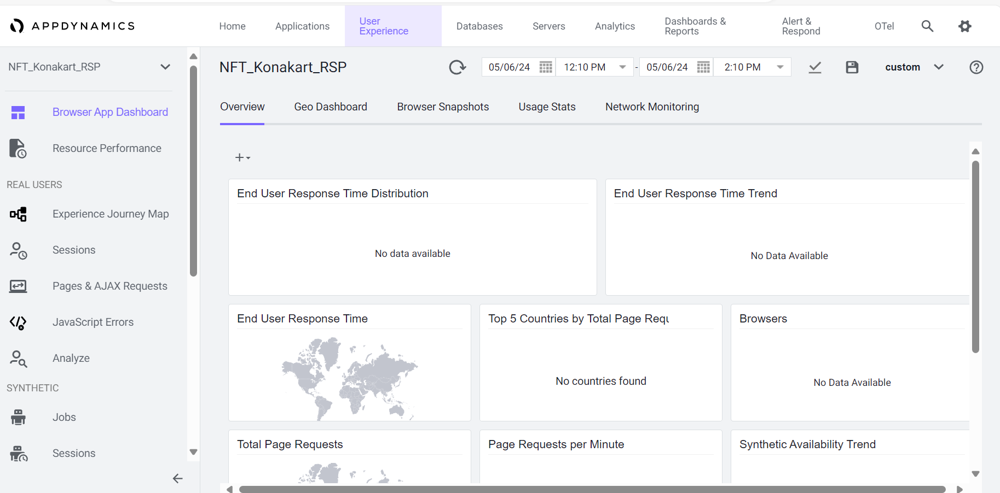 APPDYNAMICS
Home
Applications
User
Experience
Databases
Servers
Analytics
Dashboards &
Reports
Alert &
Respond
OTel
NFT_Konakart_RSP
Browser App Dashboard
Resource Performance
REAL USERS
Experience Journey Map
Sessions
Pages & AJAX Requests
JavaScript Errors
Analyze
SYNTHETIC
Jobs
Sessions
NFT_Konakart_RSP
05/06/24
12:10 PM
-
05/06/24
2:10 PM
custom
Overview
Geo Dashboard
Browser Snapshots
Usage Stats
Network Monitoring
End User Response Time Distribution
No data available
End User Response Time Trend
No Data Available
End User Response Time
Top 5 Countries by Total Page Requ
No countries found
Browsers
No Data Available
Total Page Requests
Page Requests per Minute
Synthetic Availability Trend